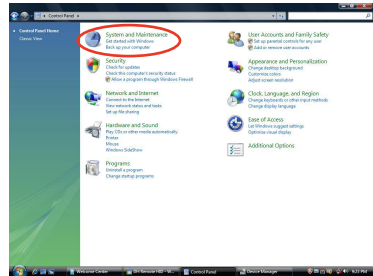 Control Panel
Control Panel Home
Classic View
System and Maintenance
Get started with Windows
Back up your computer
Security
Check for updates
Check this computer's security status
Allow a program through Windows Firewall
Network and Internet
Connect to the Internet
View network status and tasks
Set up file sharing
Hardware and Sound
Play CDs or other media automatically
Printer
Mouse
Windows SideShow
Programs
Uninstall a program
Change startup programs
User Accounts and Family Safety
Set up parental controls for any user
Add or remove user accounts
Appearance and Personalization
Change desktop background
Customize colors
Adjust screen resolution
Clock, Language, and Region
Change keyboards or other input methods
Change display language
Ease of Access
Let Windows suggest settings
Optimize visual display
Additional Options
Welcome Center
Control Panel
Device Manager